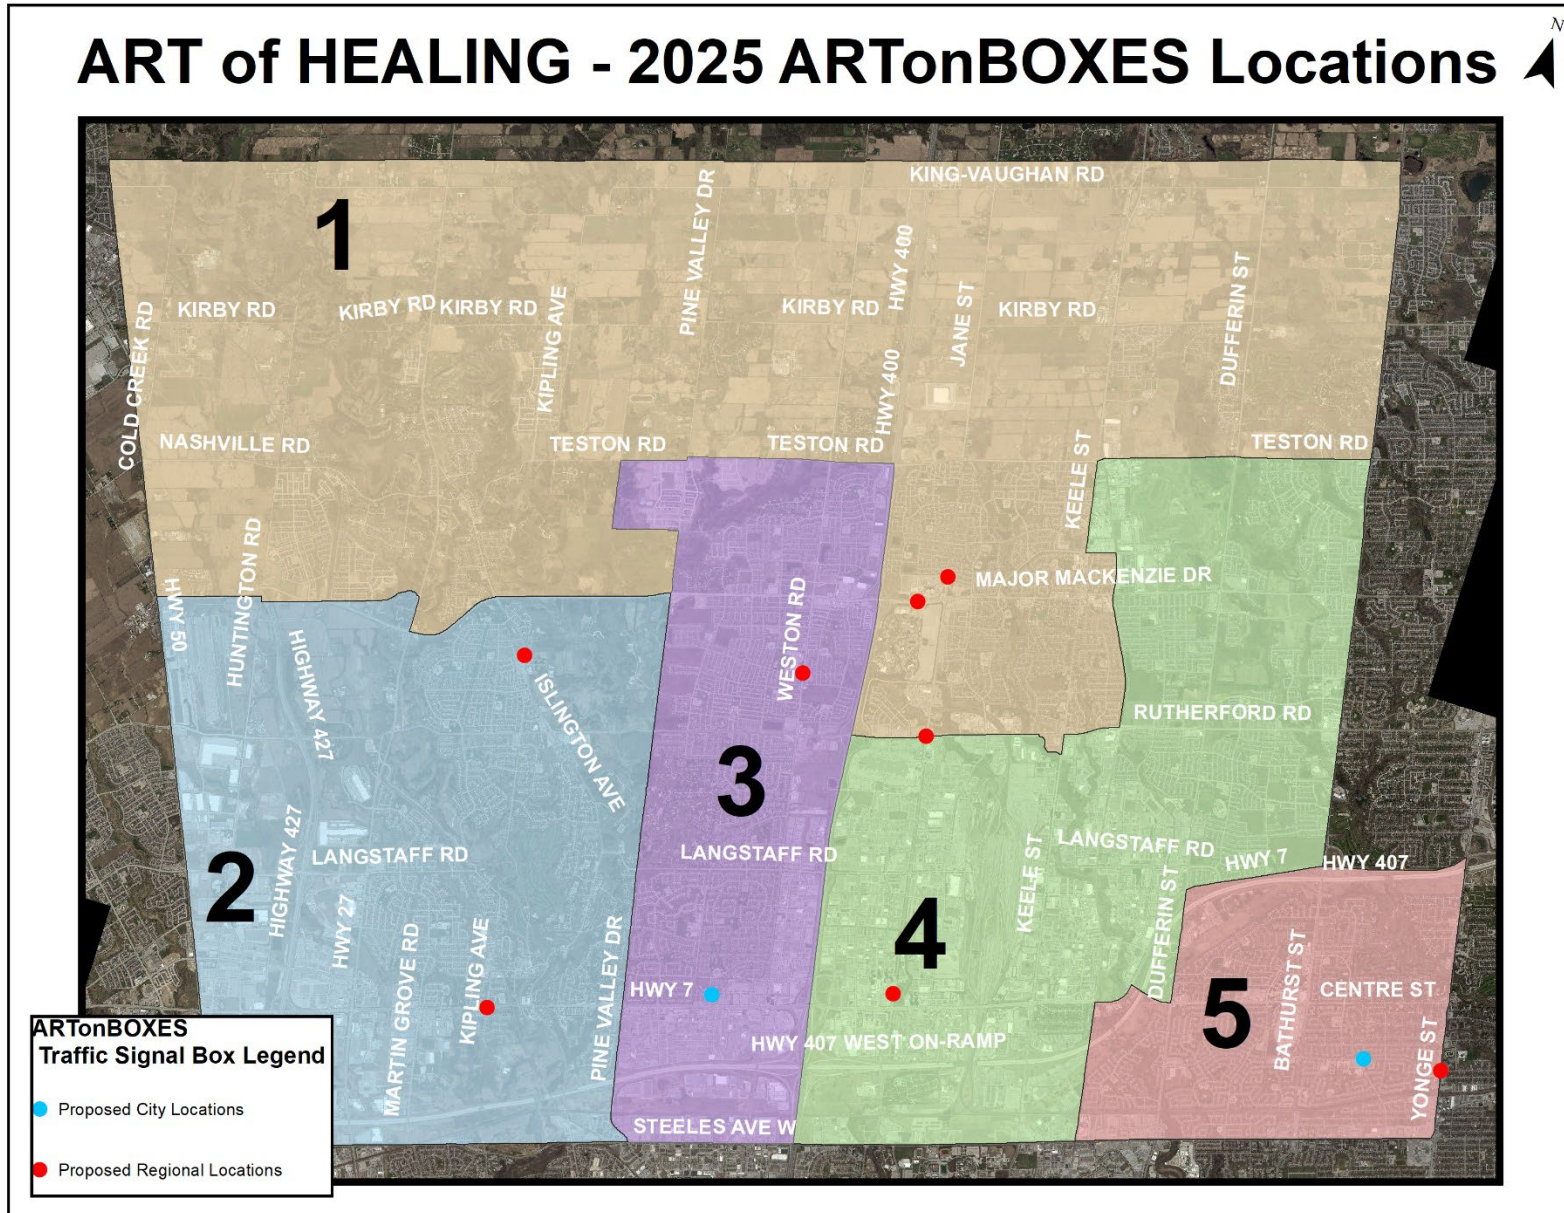 N
ART of HEALING - 2025 ARTonBOXES Locations
KING-VAUGHAN RD
PINE VALLEY DR
1
HWY 400
DUFFERIN ST
KIRBY RD
KIRBY RD
KIRBY RD
KIRBY RD
KIRBY RD
JANE ST
KIPLING AVE
COLD CREEK RD
HWY 400
NASHVILLE RD
TESTON RD
TESTON RD
TESTON RD
KEELE ST
HUNTINGTON RD
HWY 50
MAJOR MACKENZIE DR
WESTON RD
HIGHWAY 427
ISLINGTON AVE
RUTHERFORD RD
3
LANGSTAFF RD
LANGSTAFF RD
LANGSTAFF RD
HWY 7
HWY 407
2
HIGHWAY 427
HWY 27
MARTIN GROVE RD
KIPLING AVE
PINE VALLEY DR
4
KEELE ST
DUFFERIN ST
HWY 7
5
BATHURST ST
CENTRE ST
HWY 407 WEST ON-RAMP
YONGE ST
STEELES AVE W
ARTonBOXES
Traffic Signal Box Legend
Proposed City Locations
Proposed Regional Locations